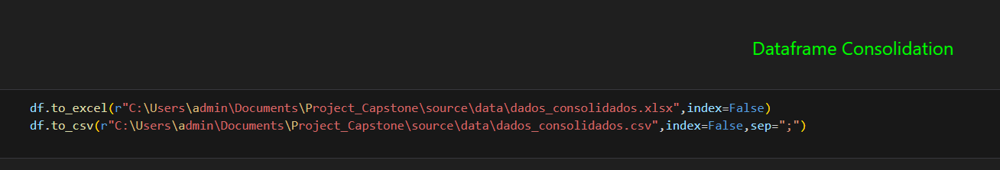 Dataframe Consolidation
df.to_excel(r"C:\Users\admin\Documents\Project_Capstone\source\data\dados_consolidados.xlsx",index=False)
df.to_csv(r"C:\Users\admin\Documents\Project_Capstone\source\data\dados_consolidados.csv",index=False,sep=";")